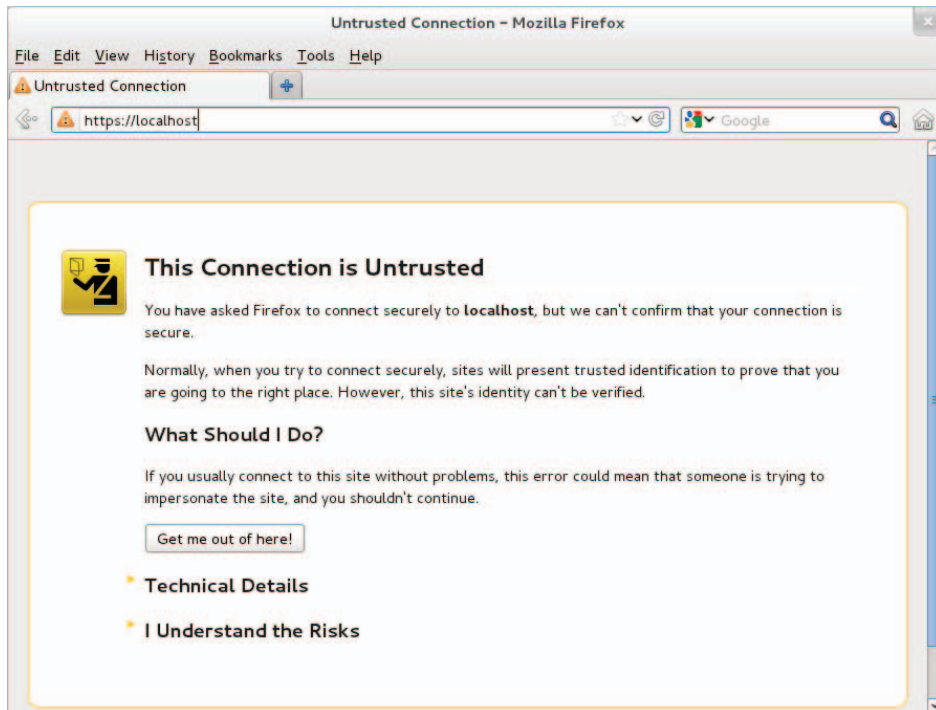 Untrusted Connection - Mozilla Firefox
File Edit View History Bookmarks Tools Help
Untrusted Connection
https://localhost
Google
This Connection is Untrusted
You have asked Firefox to connect securely to localhost, but we can't confirm that your connection is
secure.
Normally, when you try to connect securely, sites will present trusted identification to prove that you
are going to the right place. However, this site's identity can't be verified.
What Should I Do?
If you usually connect to this site without problems, this error could mean that someone is trying to
impersonate the site, and you shouldn't continue.
Get me out of here!
Technical Details
I Understand the Risks